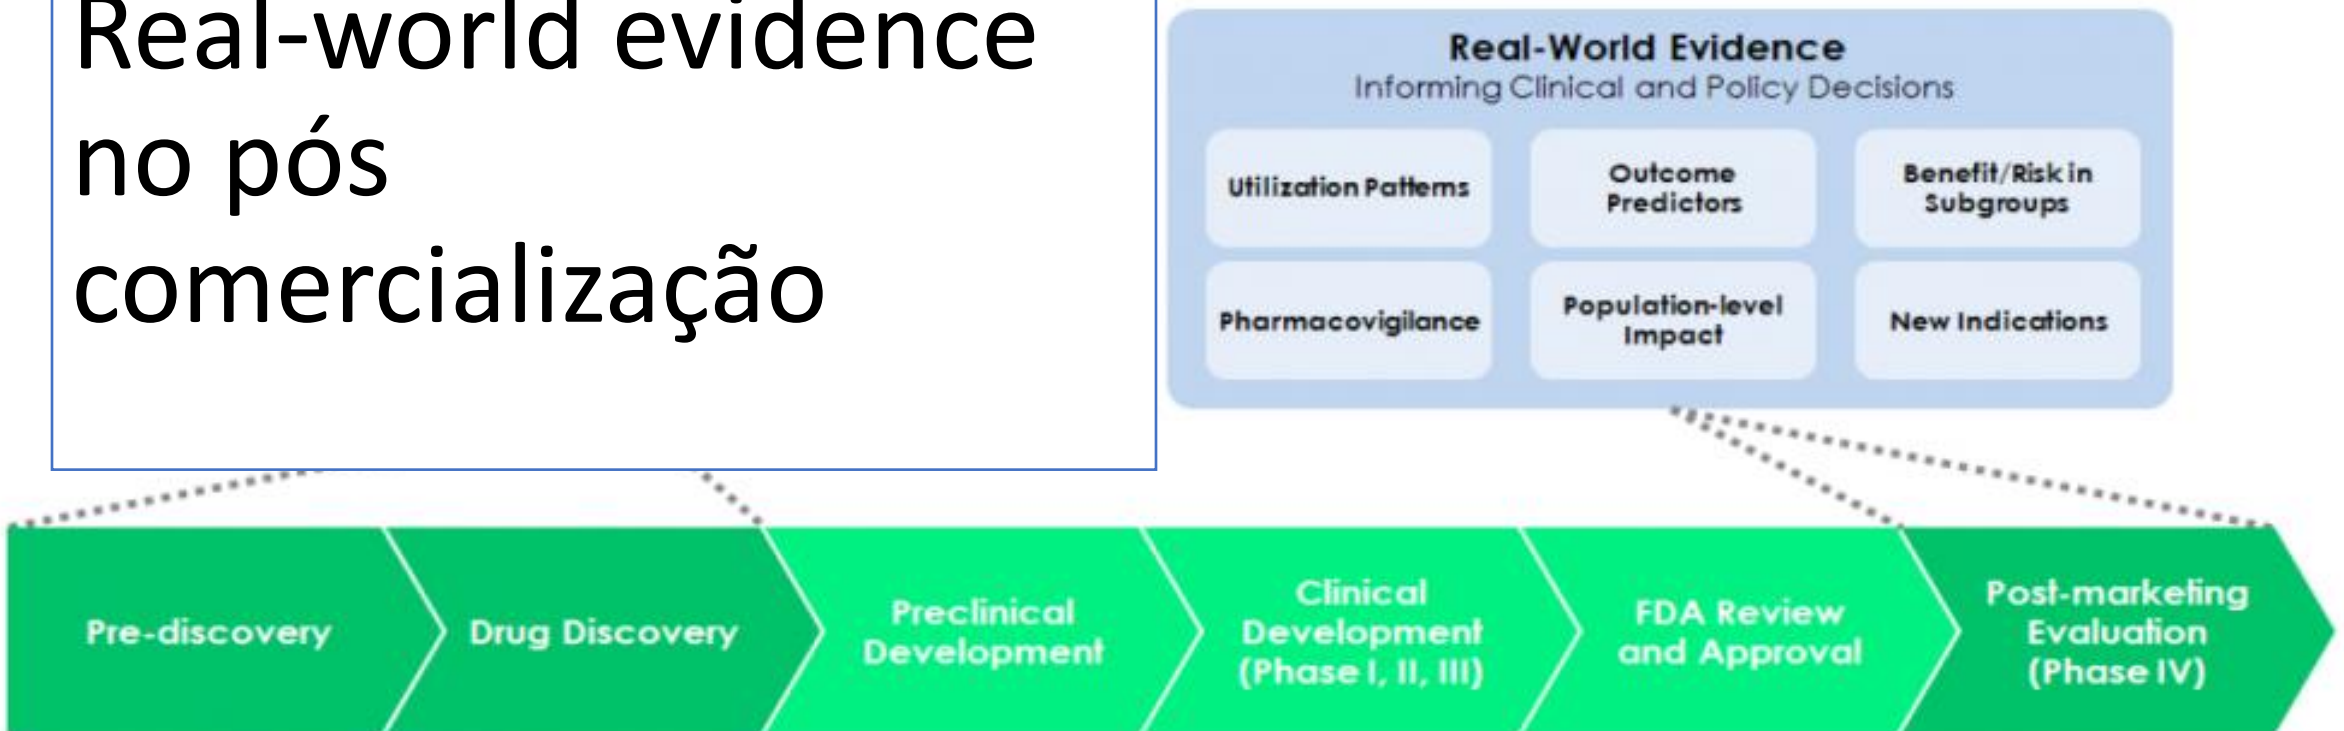 Real-world evidence
no pós
comercialização
Real-World Evidence
Informing Clinical and Policy Decisions
Utilization Patterns
Outcome
Predictors
Benefit/Risk in
Subgroups
Pharmacovigilance
Population-level
Impact
New Indications
Pre-discovery
Drug Discovery
Preclinical
Development
Clinical
Development
(Phase I, II, III)
FDA Review
and Approval
Post-marketing
Evaluation
(Phase IV)